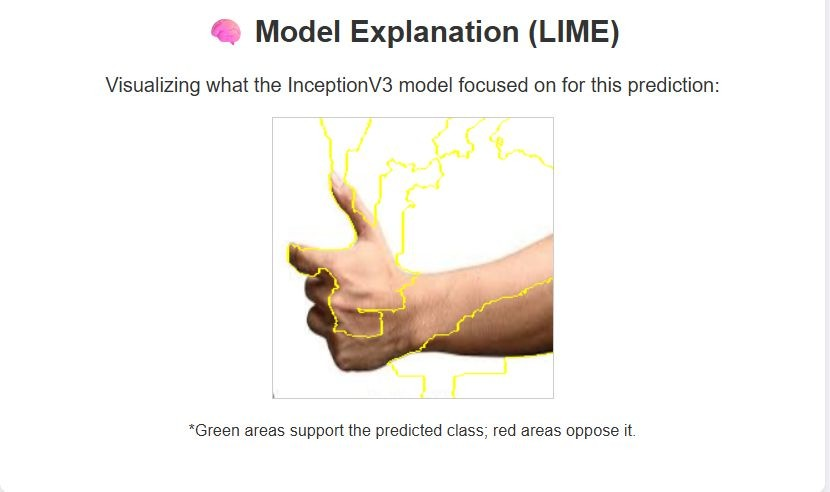 🧠 Model Explanation (LIME)
Visualizing what the InceptionV3 model focused on for this prediction:
*Green areas support the predicted class; red areas oppose it.